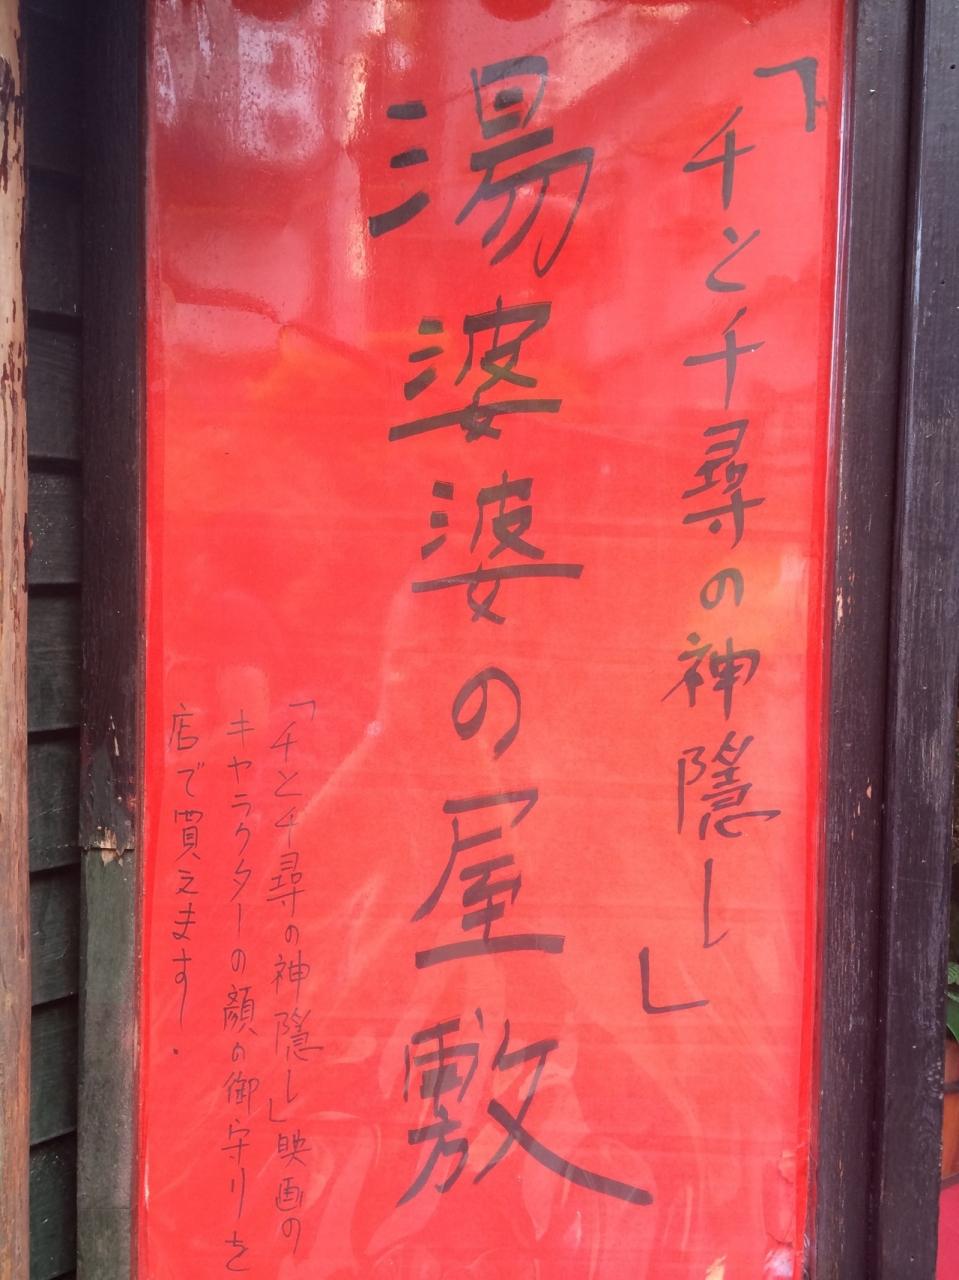 「千と千尋の神隠し」
湯婆婆の屋敷
「千と千尋の神隠し」映画の
キャラクターの顔の御守りを
店で買えます。